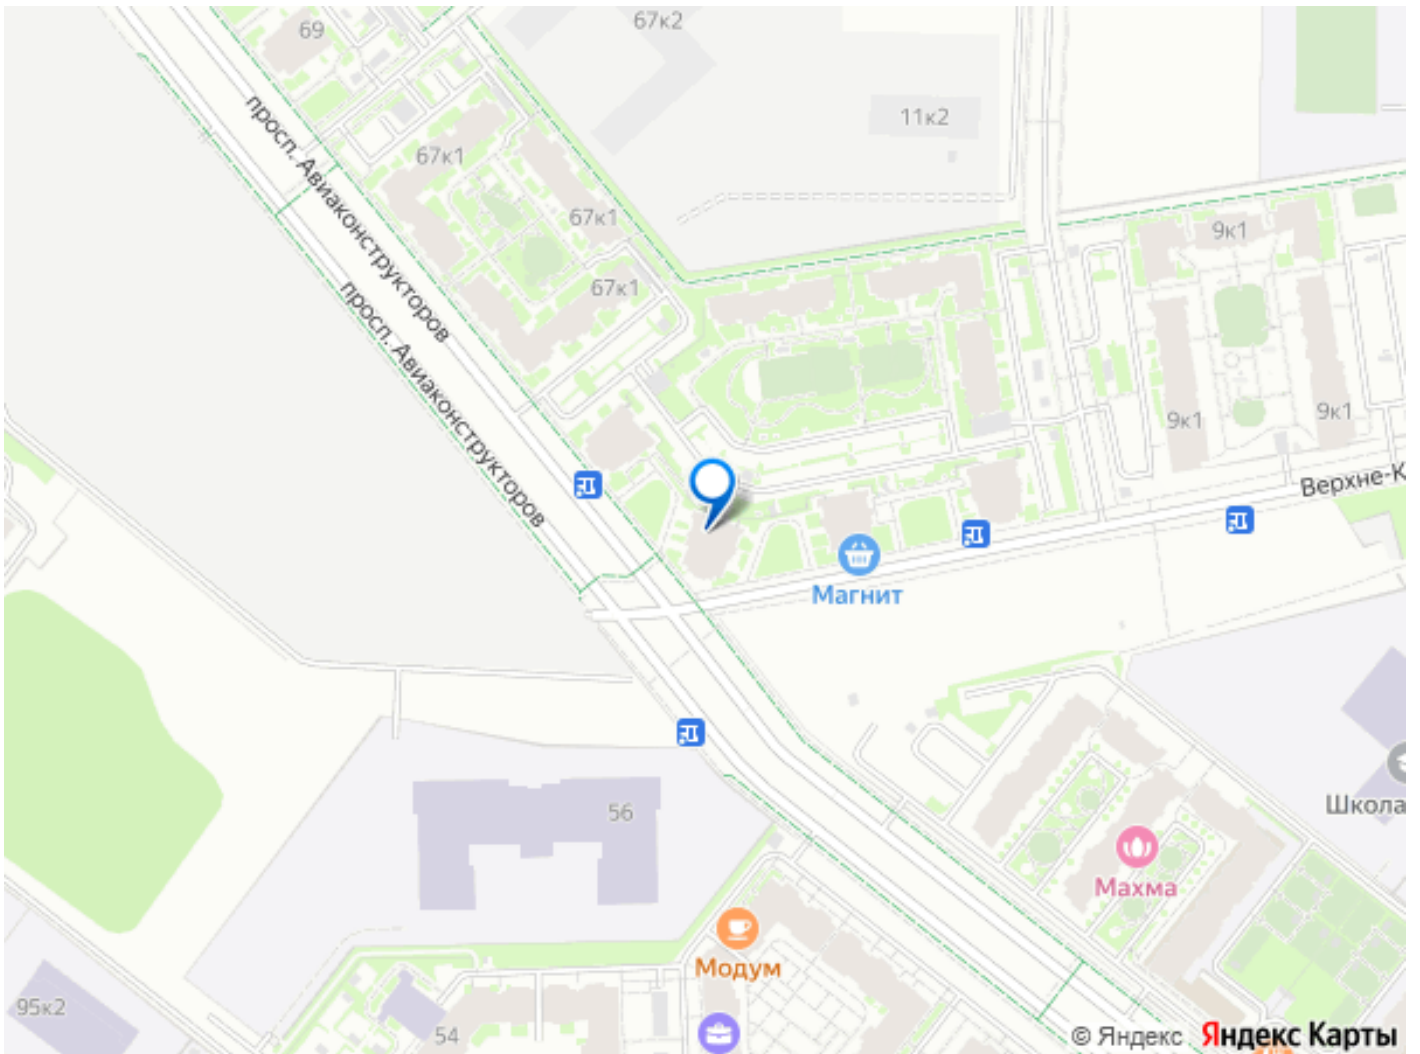 67к2
69
11к2
просп. Авиаконструкторов
67к1
67к1
9к1
67к1
просп. Авиаконструкторов
9к1
9к1
Верхне-К
Магнит
56
Школа
Махма
Модум
95к2
54
© Яндекс Яндекс Карты